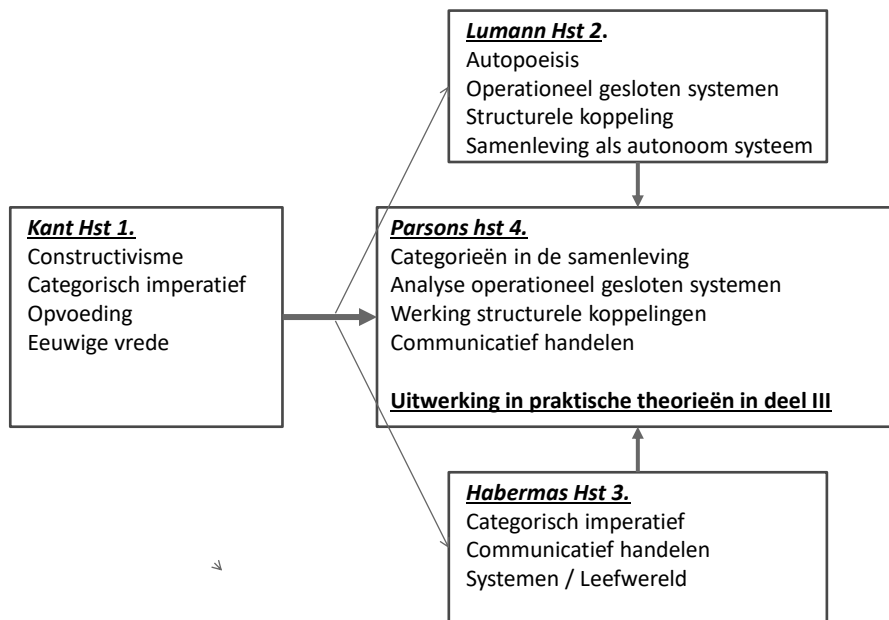 Lumann Hst 2.
Autopoeisis
Operationeel gesloten systemen
Structurele koppeling
Samenleving als autonoom systeem
Kant Hst 1.
Constructivisme
Categorisch imperatief
Opvoeding
Eeuwige vrede
Parsons hst 4.
Categorieën in de samenleving
Analyse operationeel gesloten systemen
Werking structurele koppelingen
Communicatief handelen
Uitwerking in praktische theorieën in deel III
Habermas Hst 3.
Categorisch imperatief
Communicatief handelen
Systemen / Leefwereld